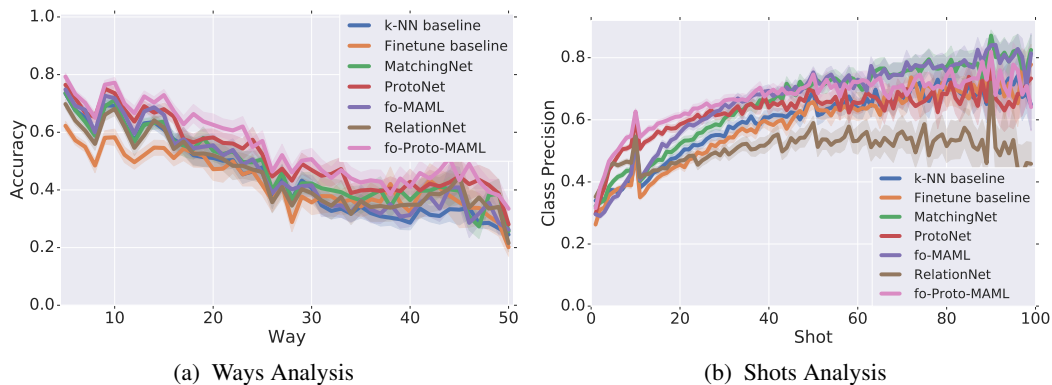 1.0
0.8
0.6
0.4
0.2
0.0
Accuracy
k-NN baseline
Finetune baseline
MatchingNet
ProtoNet
fo-MAML
RelationNet
fo-Proto-MAML
10
20
30
40
50
Way
(a) Ways Analysis
0.8
0.6
0.4
0.2
0.0
Class Precision
k-NN baseline
Finetune baseline
MatchingNet
ProtoNet
fo-MAML
RelationNet
fo-Proto-MAML
0
20
40
60
80
100
Shot
(b) Shots Analysis